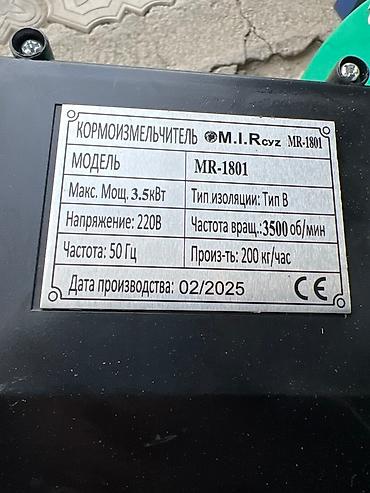 КОРМОИЗМЕЛЬЧИТЕЛЬ M.I.Rcyz MR-1801
МОДЕЛЬ MR-1801
Макс. Мощ. 3.5кВт Тип изоляции: Тип В
Напряжение: 220В Частота вращ.:3500 об/мин
Частота: 50 Гц Произ-ть: 200 кг/час
Дата производства: 02/2025 CE